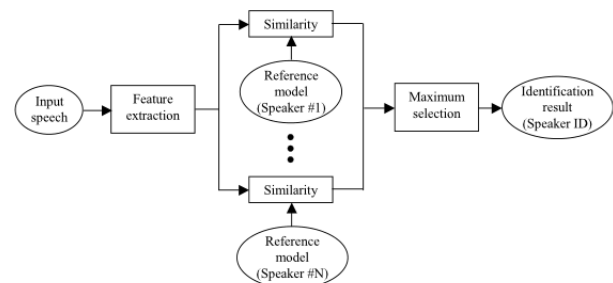 Similarity
Reference
model
(Speaker #1)
Input
speech
Feature
extraction
Maximum
selection
Identification
result
(Speaker ID)
Similarity
Reference
model
(Speaker #N)